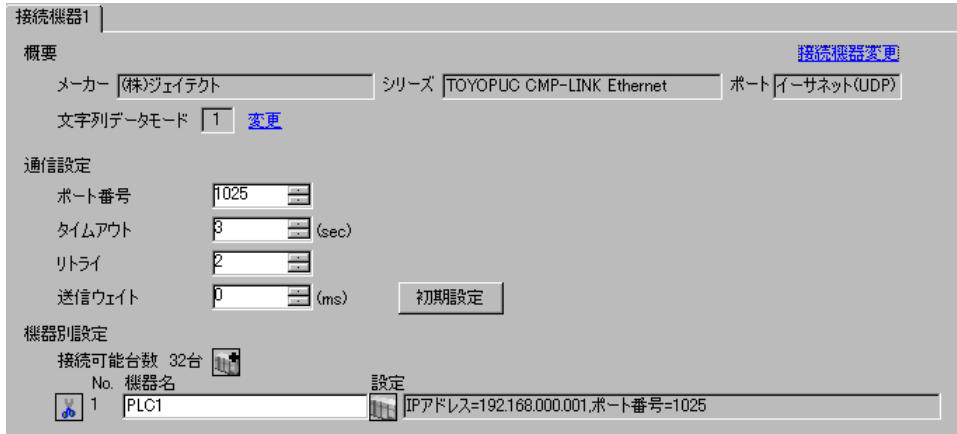 接続機器1
概要 接続機器変更
メーカー (株)ジェイテクト シリーズ TOYOPUC CMP-LINK Ethernet ポート イーサネット(UDP)
文字列データモード 1 変更
通信設定
ポート番号 1025
タイムアウト 3 (sec)
リトライ 2
送信ウェイト 0 (ms) 初期設定
機器別設定
接続可能台数 32台
No. 機器名 設定
1 PLC1 IPアドレス=192.168.000.001,ポート番号=1025